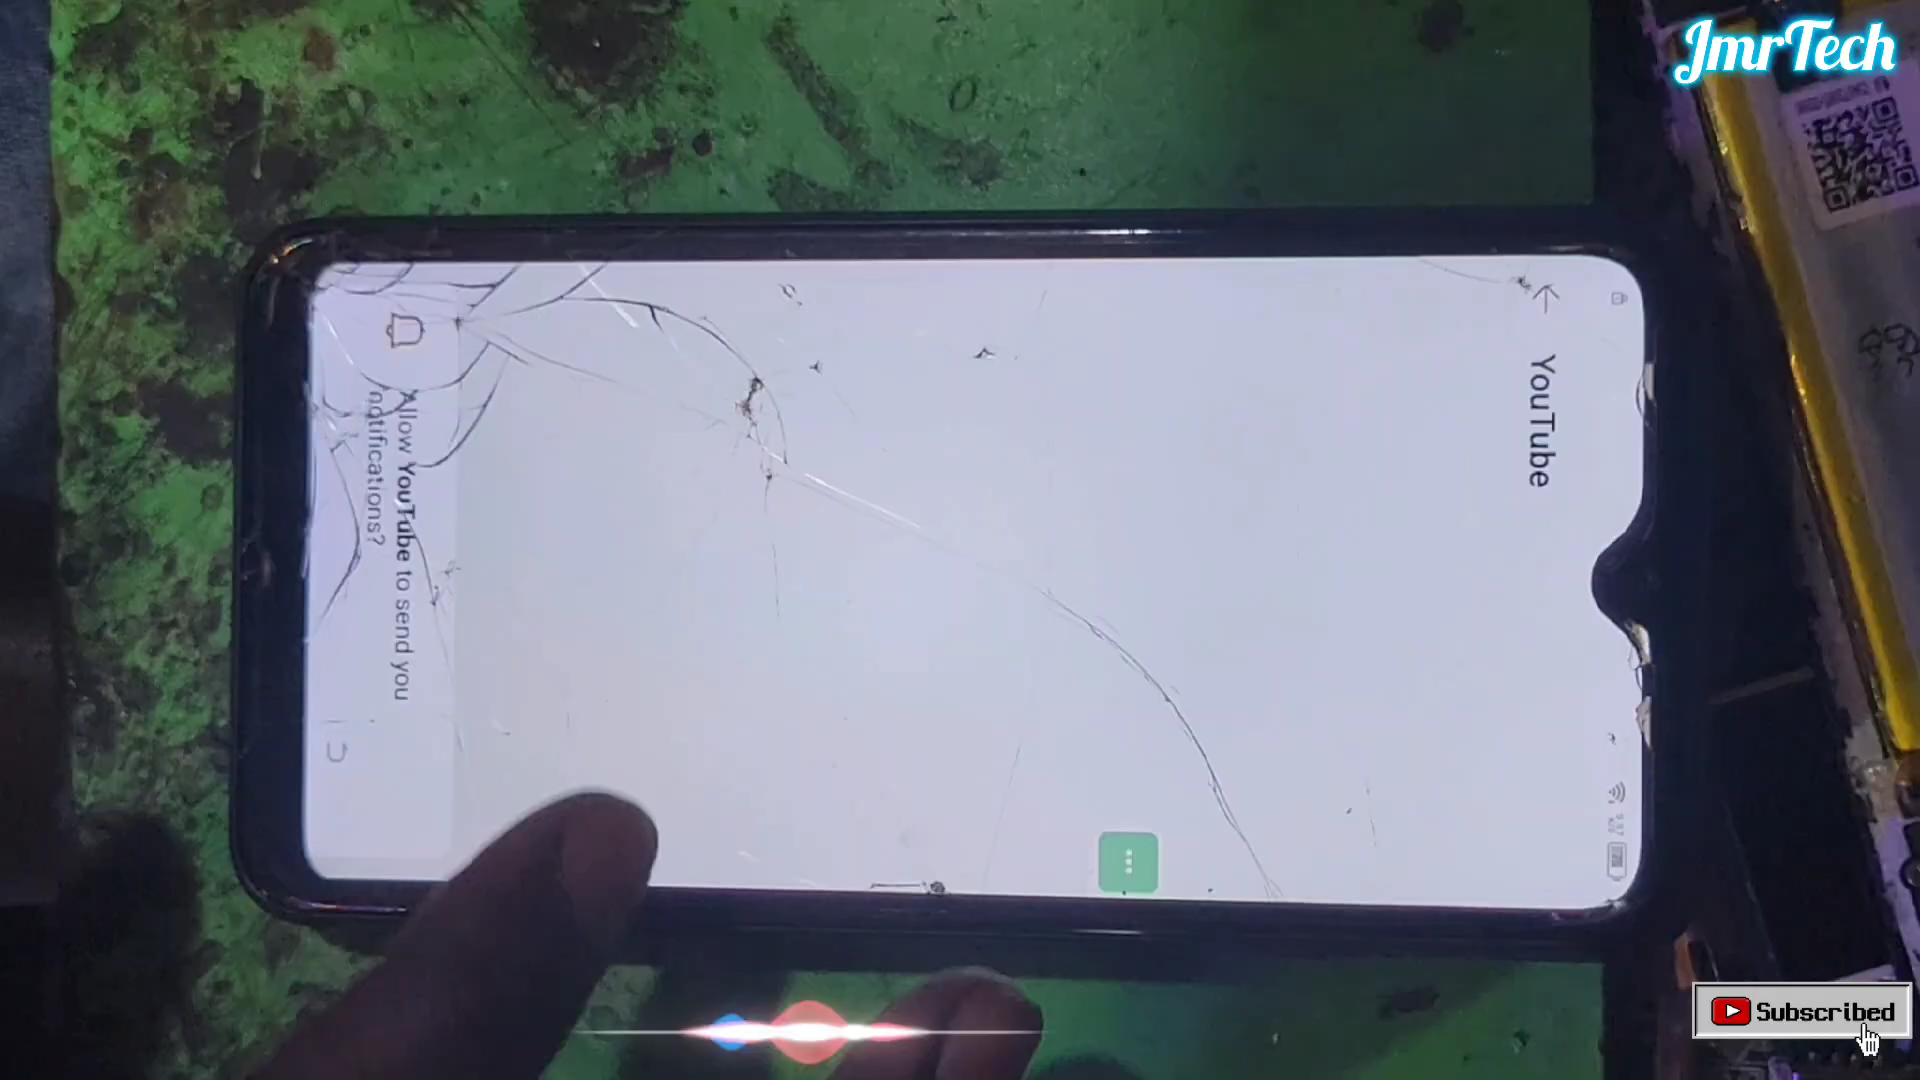 JmrTech
YouTube
Allow YouTube to send you
notifications?
Subscribed